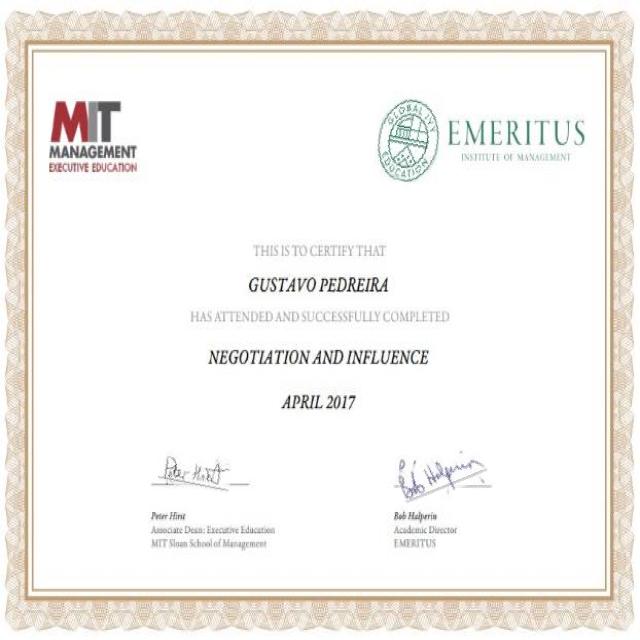 MIT
MANAGEMENT
EXECUTIVE EDUCATION
GLOBAL IVY EDUCATION
EMERITUS
INSTITUTE OF MANAGEMENT
THIS IS TO CERTIFY THAT
GUSTAVO PEDREIRA
HAS ATTENDED AND SUCCESSFULLY COMPLETED
NEGOTIATION AND INFLUENCE
APRIL 2017
Peter Hirst
Bob Halperin
Peter Hirst
Associate Dean: Executive Education
MIT Sloan School of Management
Bob Halperin
Academic Director
EMERITUS